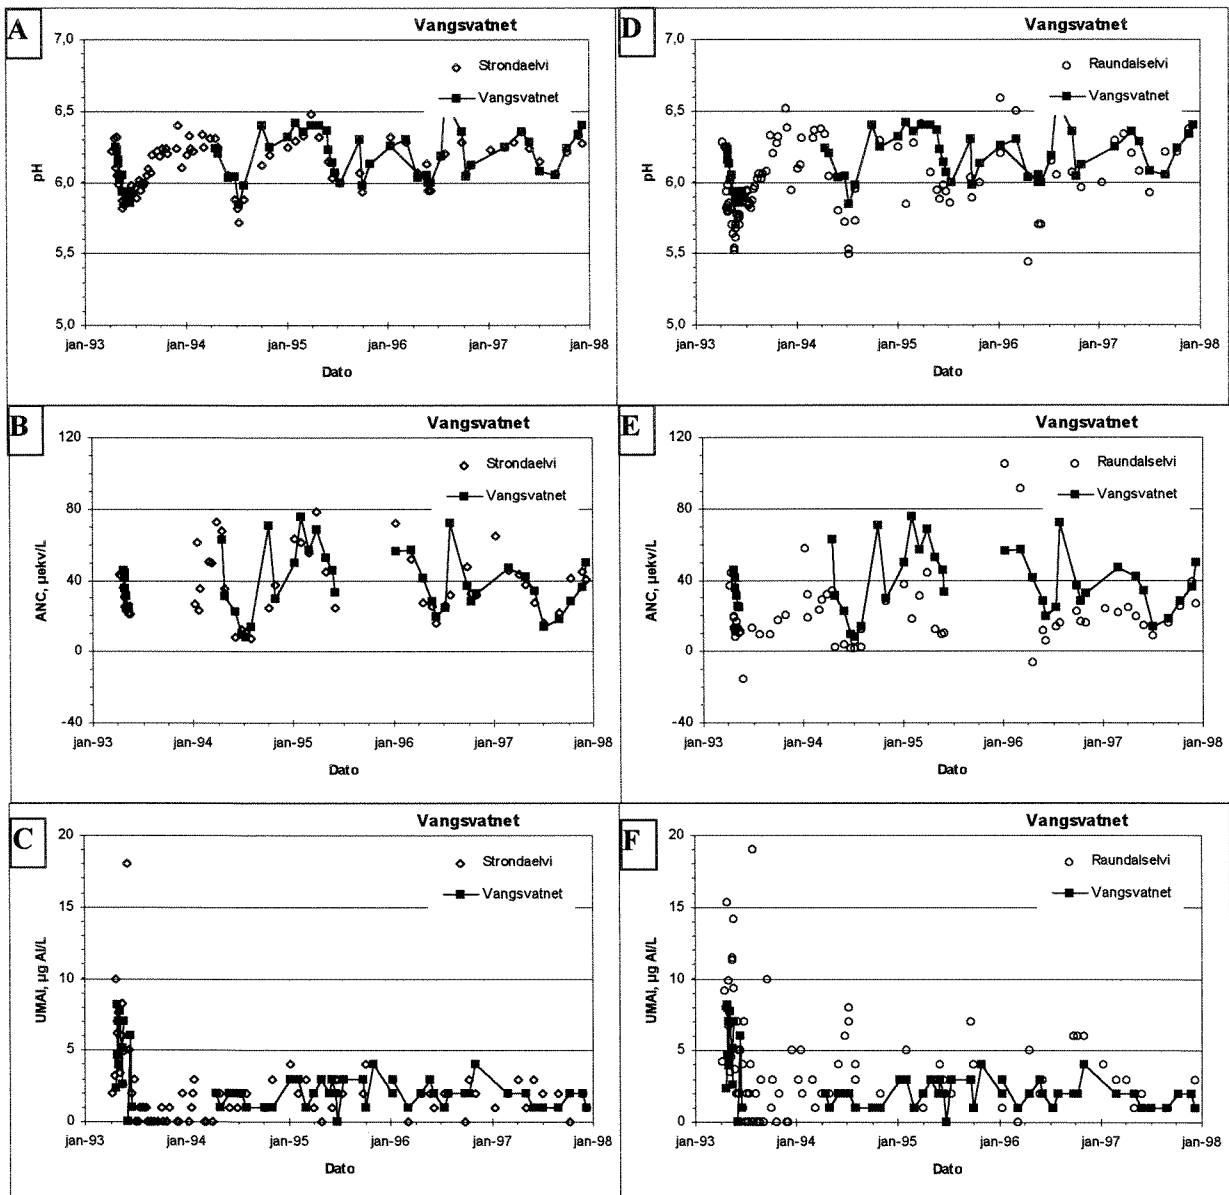 A
Vangsvatnet
7,0
6,5
6,0
5,5
5,0
pH
Strondaelvi
Vangsvatnet
jan-93 jan-94 jan-95 jan-96 jan-97 jan-98
Dato
D
Vangsvatnet
7,0
6,5
6,0
5,5
5,0
pH
Raundalselvi
Vangsvatnet
jan-93 jan-94 jan-95 jan-96 jan-97 jan-98
Dato
B
Vangsvatnet
120
80
40
0
-40
ANC, µekv/L
Strondaelvi
Vangsvatnet
jan-93 jan-94 jan-95 jan-96 jan-97 jan-98
Dato
E
Vangsvatnet
120
80
40
0
-40
ANC, µekv/L
Raundalselvi
Vangsvatnet
jan-93 jan-94 jan-95 jan-96 jan-97 jan-98
Dato
C
Vangsvatnet
20
15
10
5
0
UMAl, µg Al/L
Strondaelvi
Vangsvatnet
jan-93 jan-94 jan-95 jan-96 jan-97 jan-98
Dato
F
Vangsvatnet
20
15
10
5
0
UMAl, µg Al/L
Raundalselvi
Vangsvatnet
jan-93 jan-94 jan-95 jan-96 jan-97 jan-98
Dato